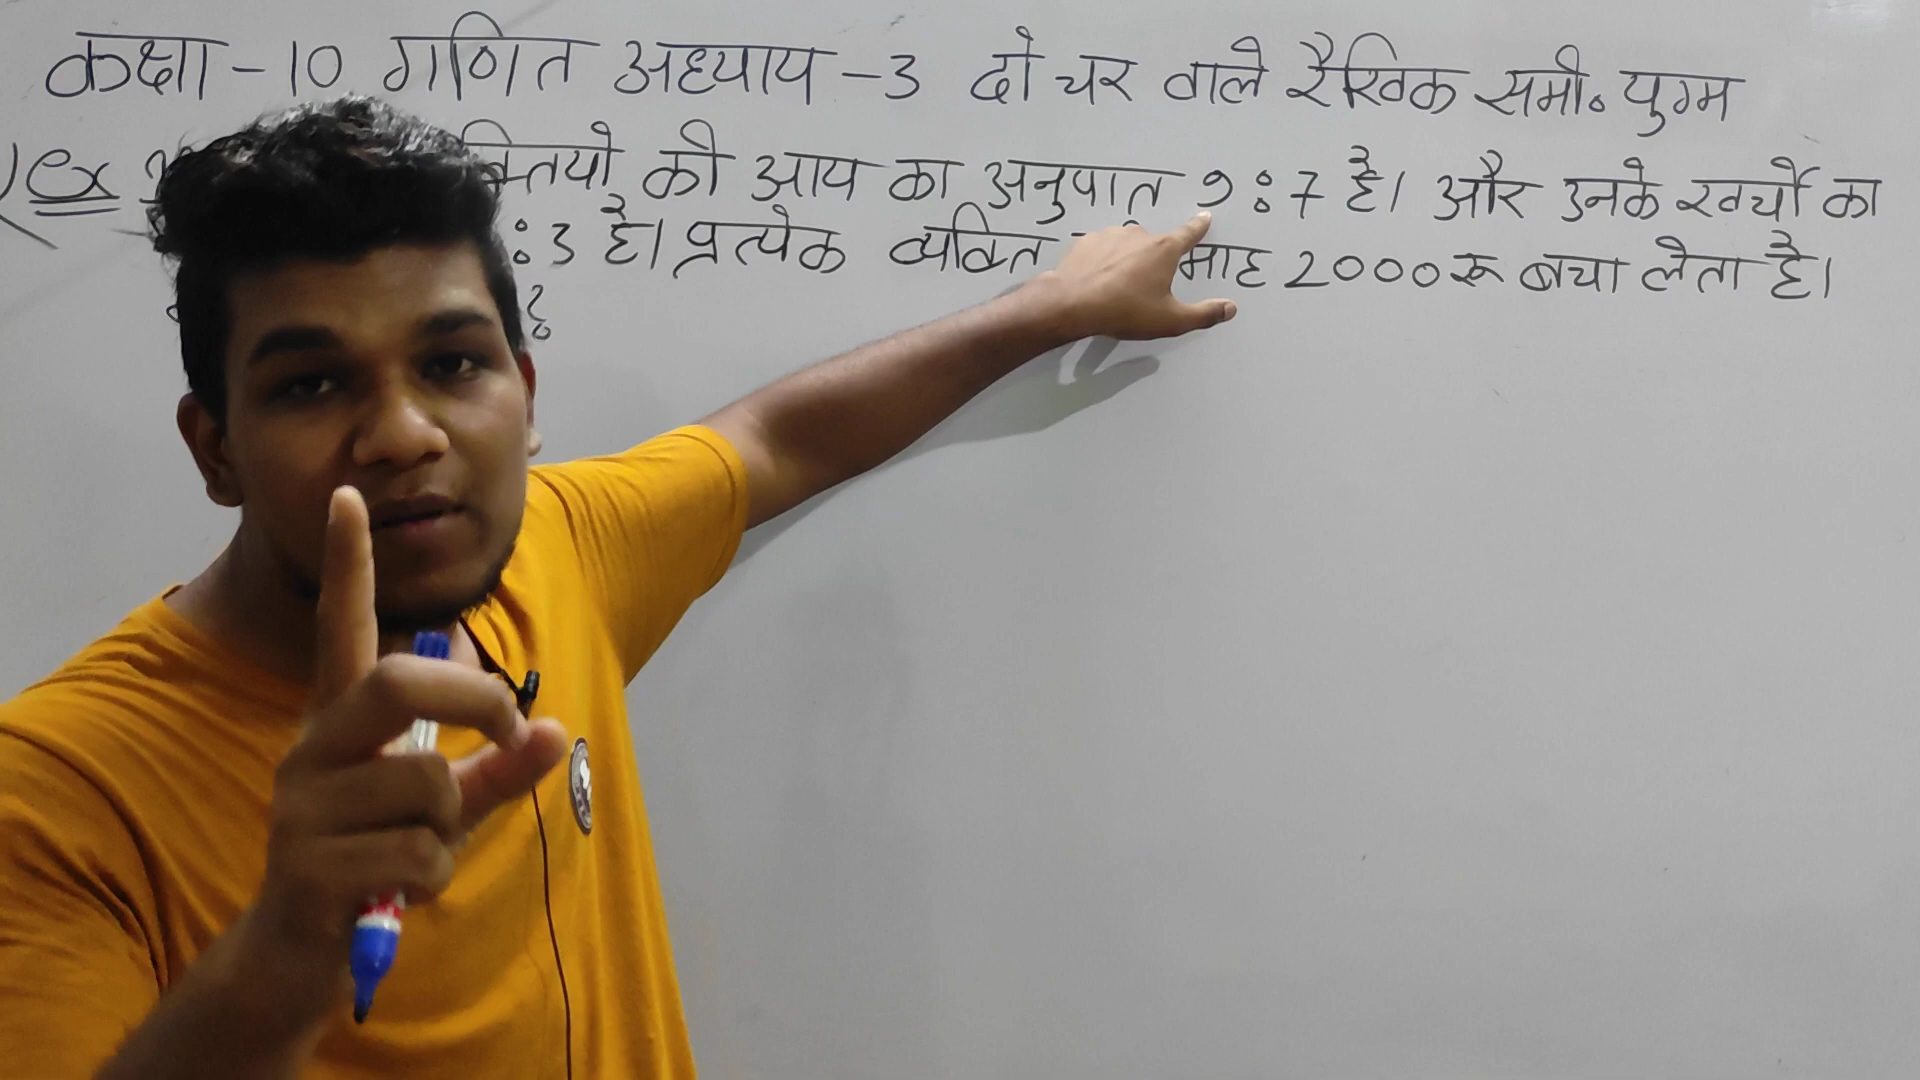 कक्षा - 10 गणित अध्याय - 3 दो चर वाले रैखिक समी० युग्म
ex की आय का अनुपात 9 : 7 है। और उनके खर्चो का
: 3 है। प्रत्येक व्यक्ति माह 2000 रू बचा लेता है।